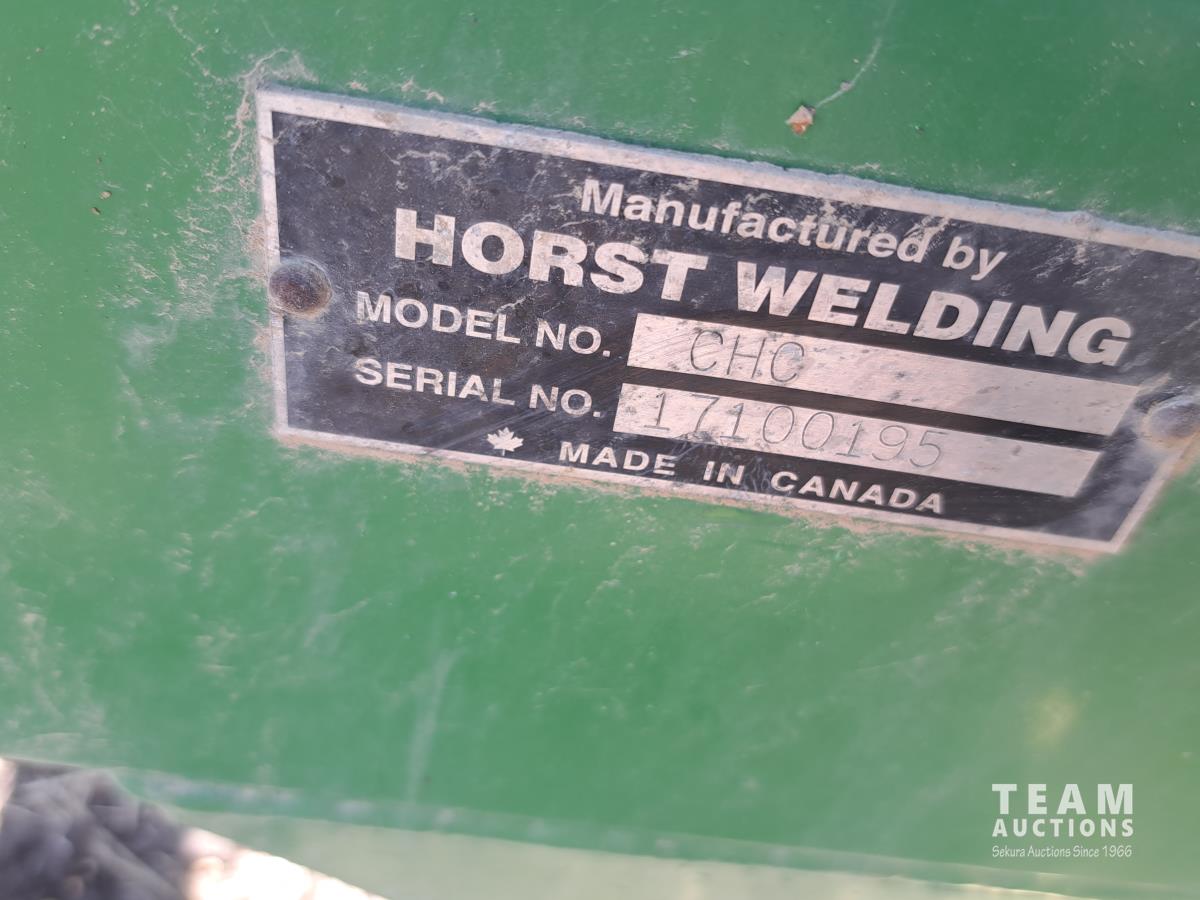 Manufactured by
HORST WELDING
MODEL NO. CHC
SERIAL NO. 17100195
MADE IN CANADA
TEAM
AUCTIONS
Sekura Auctions Since 1966